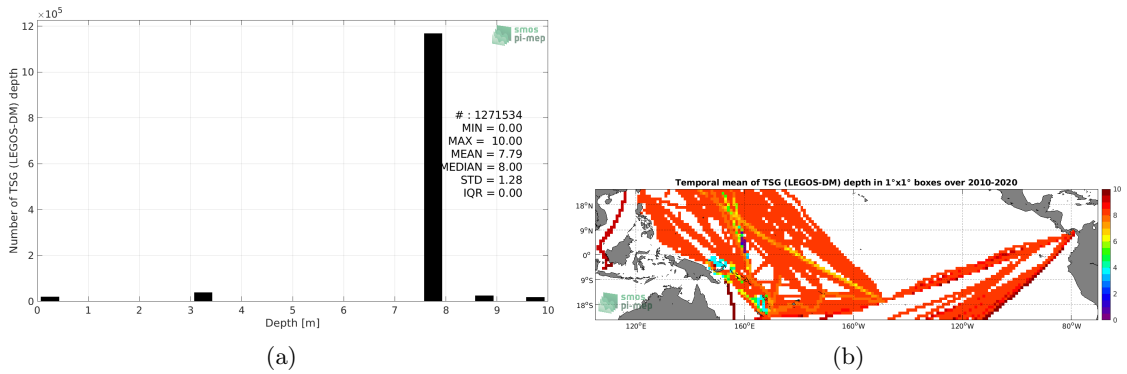 ×10⁵
12
10
8
6
4
2
0
Number of TSG (LEGOS-DM) depth
smos
pi-mep
# : 1271534
MIN = 0.00
MAX = 10.00
MEAN = 7.79
MEDIAN = 8.00
STD = 1.28
IQR = 0.00
0 1 2 3 4 5 6 7 8 9 10
Depth [m]
(a)
Temporal mean of TSG (LEGOS-DM) depth in 1°x1° boxes over 2010-2020
18°N
9°N
0°
9°S
18°S
120°E 160°E 160°W 120°W 80°W
10
8
6
4
2
0
smos
pi-mep
(b)